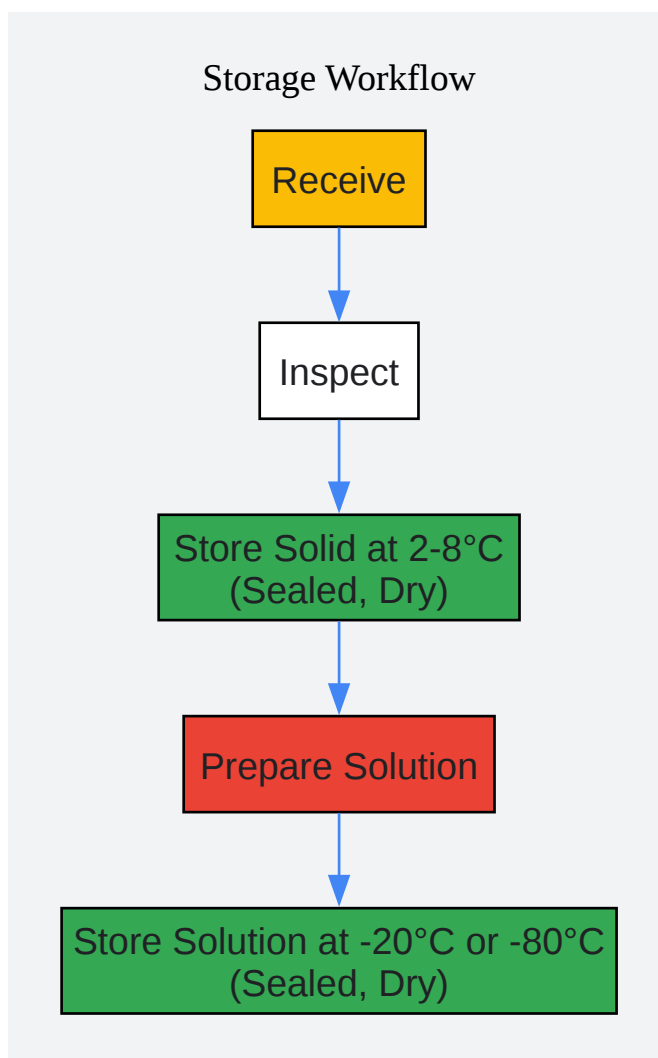 Storage Workflow
Receive
Inspect
Store Solid at 2-8°C
(Sealed, Dry)
Prepare Solution
Store Solution at -20°C or -80°C
(Sealed, Dry)